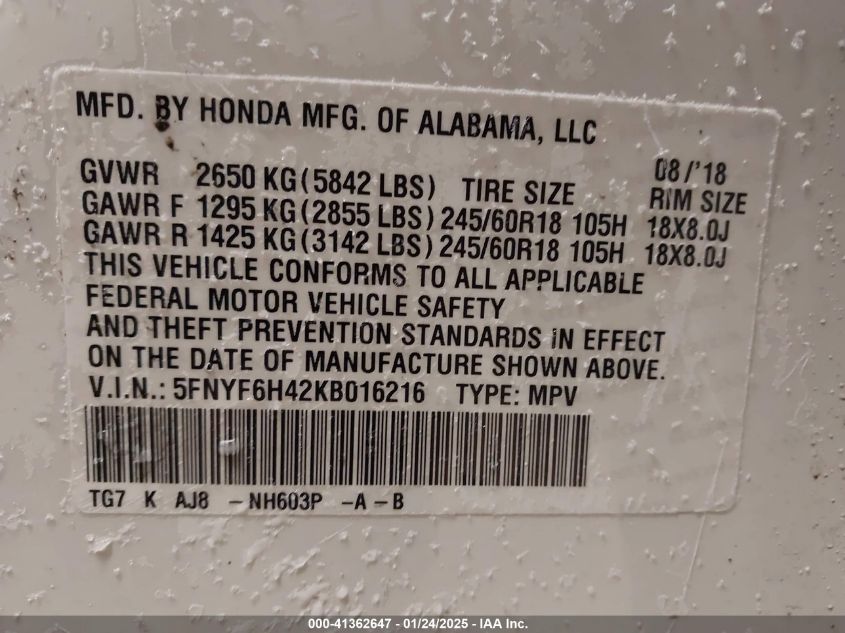 MFD. BY HONDA MFG. OF ALABAMA, LLC
08/'18
GVWR 2650 KG(5842 LBS) TIRE SIZE RIM SIZE
GAWR F 1295 KG(2855 LBS) 245/60R18 105H 18X8.0J
GAWR R 1425 KG(3142 LBS) 245/60R18 105H 18X8.0J
THIS VEHICLE CONFORMS TO ALL APPLICABLE
FEDERAL MOTOR VEHICLE SAFETY
AND THEFT PREVENTION STANDARDS IN EFFECT
ON THE DATE OF MANUFACTURE SHOWN ABOVE.
V.I.N.: 5FNYF6H42KB016216 TYPE: MPV
TG7 K AJ8 -NH603P -A-B
000-41362647 - 01/24/2025 - IAA Inc.